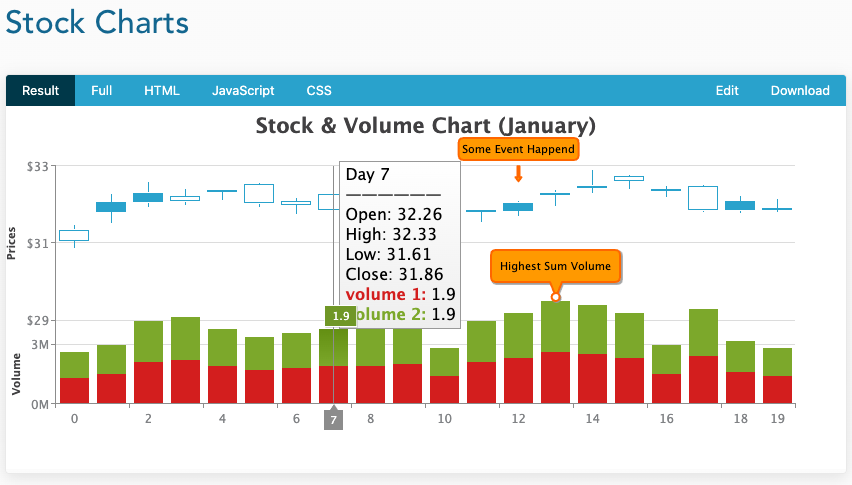 Stock Charts
Result Full HTML JavaScript CSS Edit Download
Stock & Volume Chart (January)
Some Event Happend
$33
$31
$29
Prices
Day 7
——————
Open: 32.26
High: 32.33
Low: 31.61
Close: 31.86
volume 1: 1.9
olume 2: 1.9
1.9
Highest Sum Volume
3M
0M
Volume
0 2 4 6 7 8 10 12 14 16 18 19